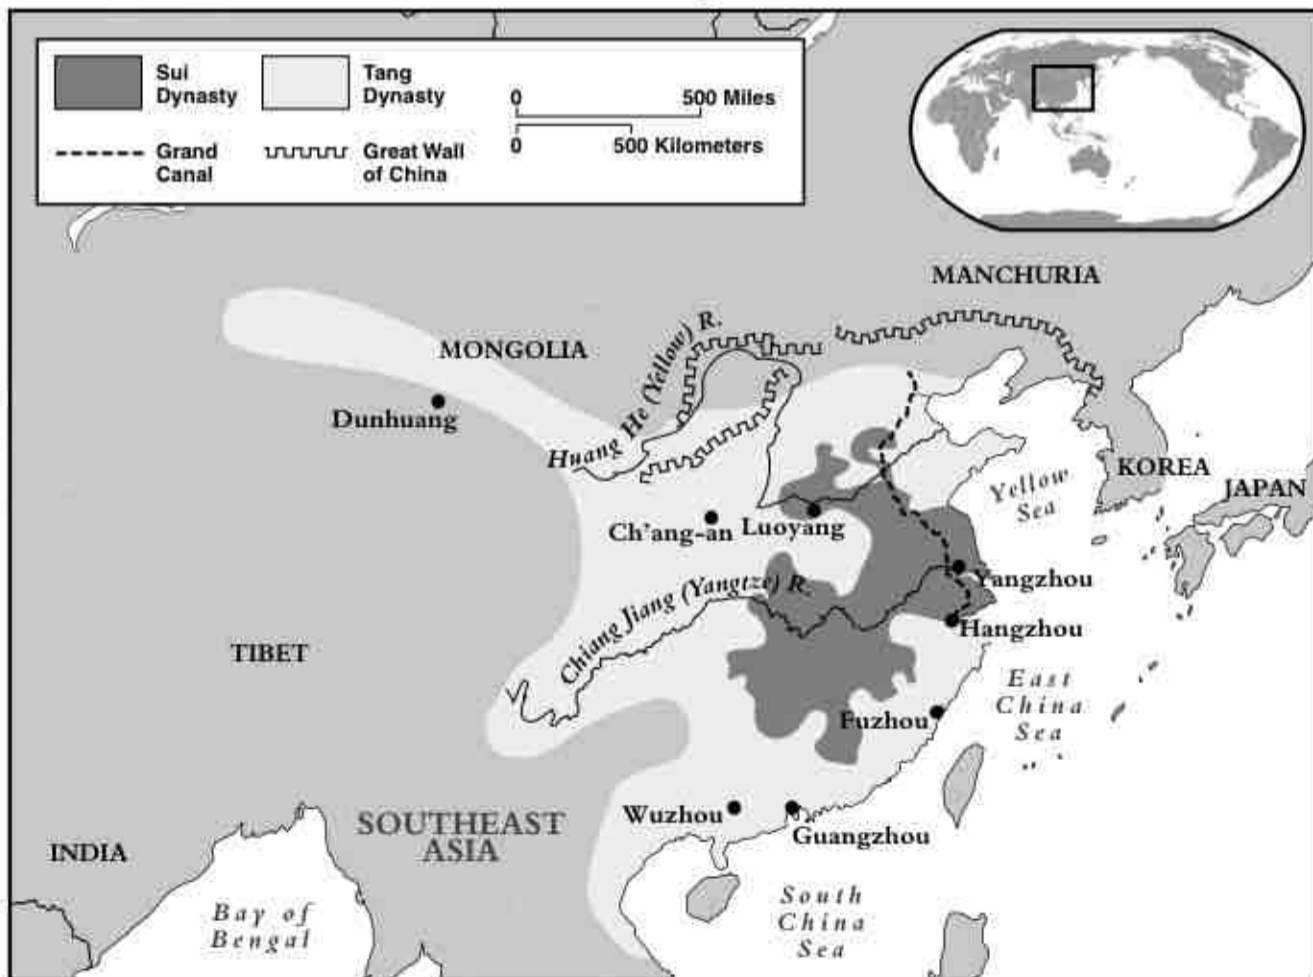 Sui
Dynasty
Tang
Dynasty
0 500 Miles
0 500 Kilometers
Grand
Canal
Great Wall
of China
MANCHURIA
MONGOLIA
Huang He (Yellow) R.
Dunhuang
KOREA
JAPAN
Yellow
Sea
Ch'ang-an
Luoyang
Yangzhou
Chiang Jiang (Yangtze) R.
Hangzhou
TIBET
East
China
Sea
Fuzhou
Wuzhou
Guangzhou
SOUTHEAST
ASIA
INDIA
Bay of
Bengal
South
China
Sea